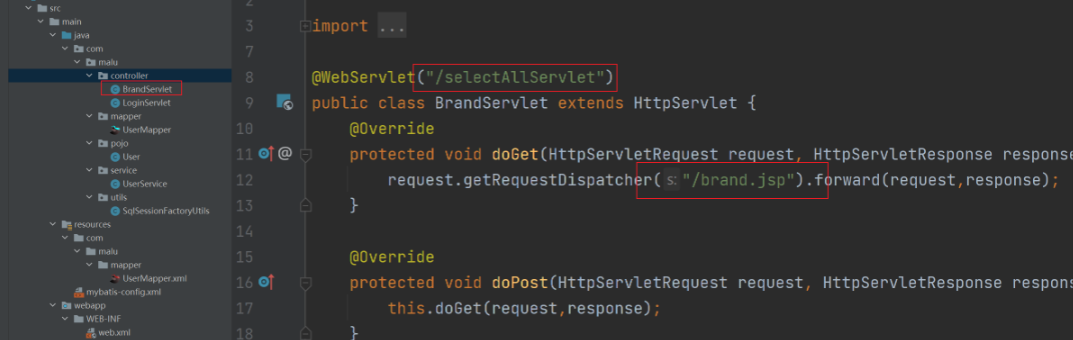 src
main
java
com
malu
controller
BrandServlet
LoginServlet
mapper
UserMapper
pojo
User
service
UserService
utils
SqlSessionFactoryUtils
resources
com
malu
mapper
UserMapper.xml
mybatis-config.xml
webapp
WEB-INF
web.xml
2
3 import ...
7
8 @WebServlet("/selectAllServlet")
9 public class BrandServlet extends HttpServlet {
10 @Override
11 @ protected void doGet(HttpServletRequest request, HttpServletResponse response
12 request.getRequestDispatcher( s: "/brand.jsp").forward(request,response);
13 }
14
15 @Override
16 protected void doPost(HttpServletRequest request, HttpServletResponse respons
17 this.doGet(request,response);
18 }